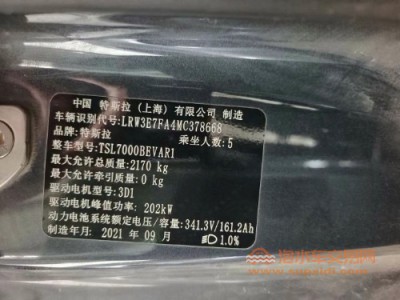 中国 特斯拉（上海）有限公司 制造
车辆识别代号:LRW3E7FA4MC378668
品牌: 特斯拉 乘坐人数:5
整车型号:TSL7000BEVAR1
最大允许总质量:2170 kg
最大允许牵引质量:0 kg
驱动电机型号:3D1
驱动电机峰值功率:202kW
动力电池系统额定电压/容量:341.3V/161.2Ah
制造年月: 2021 年 09 月 1.0%